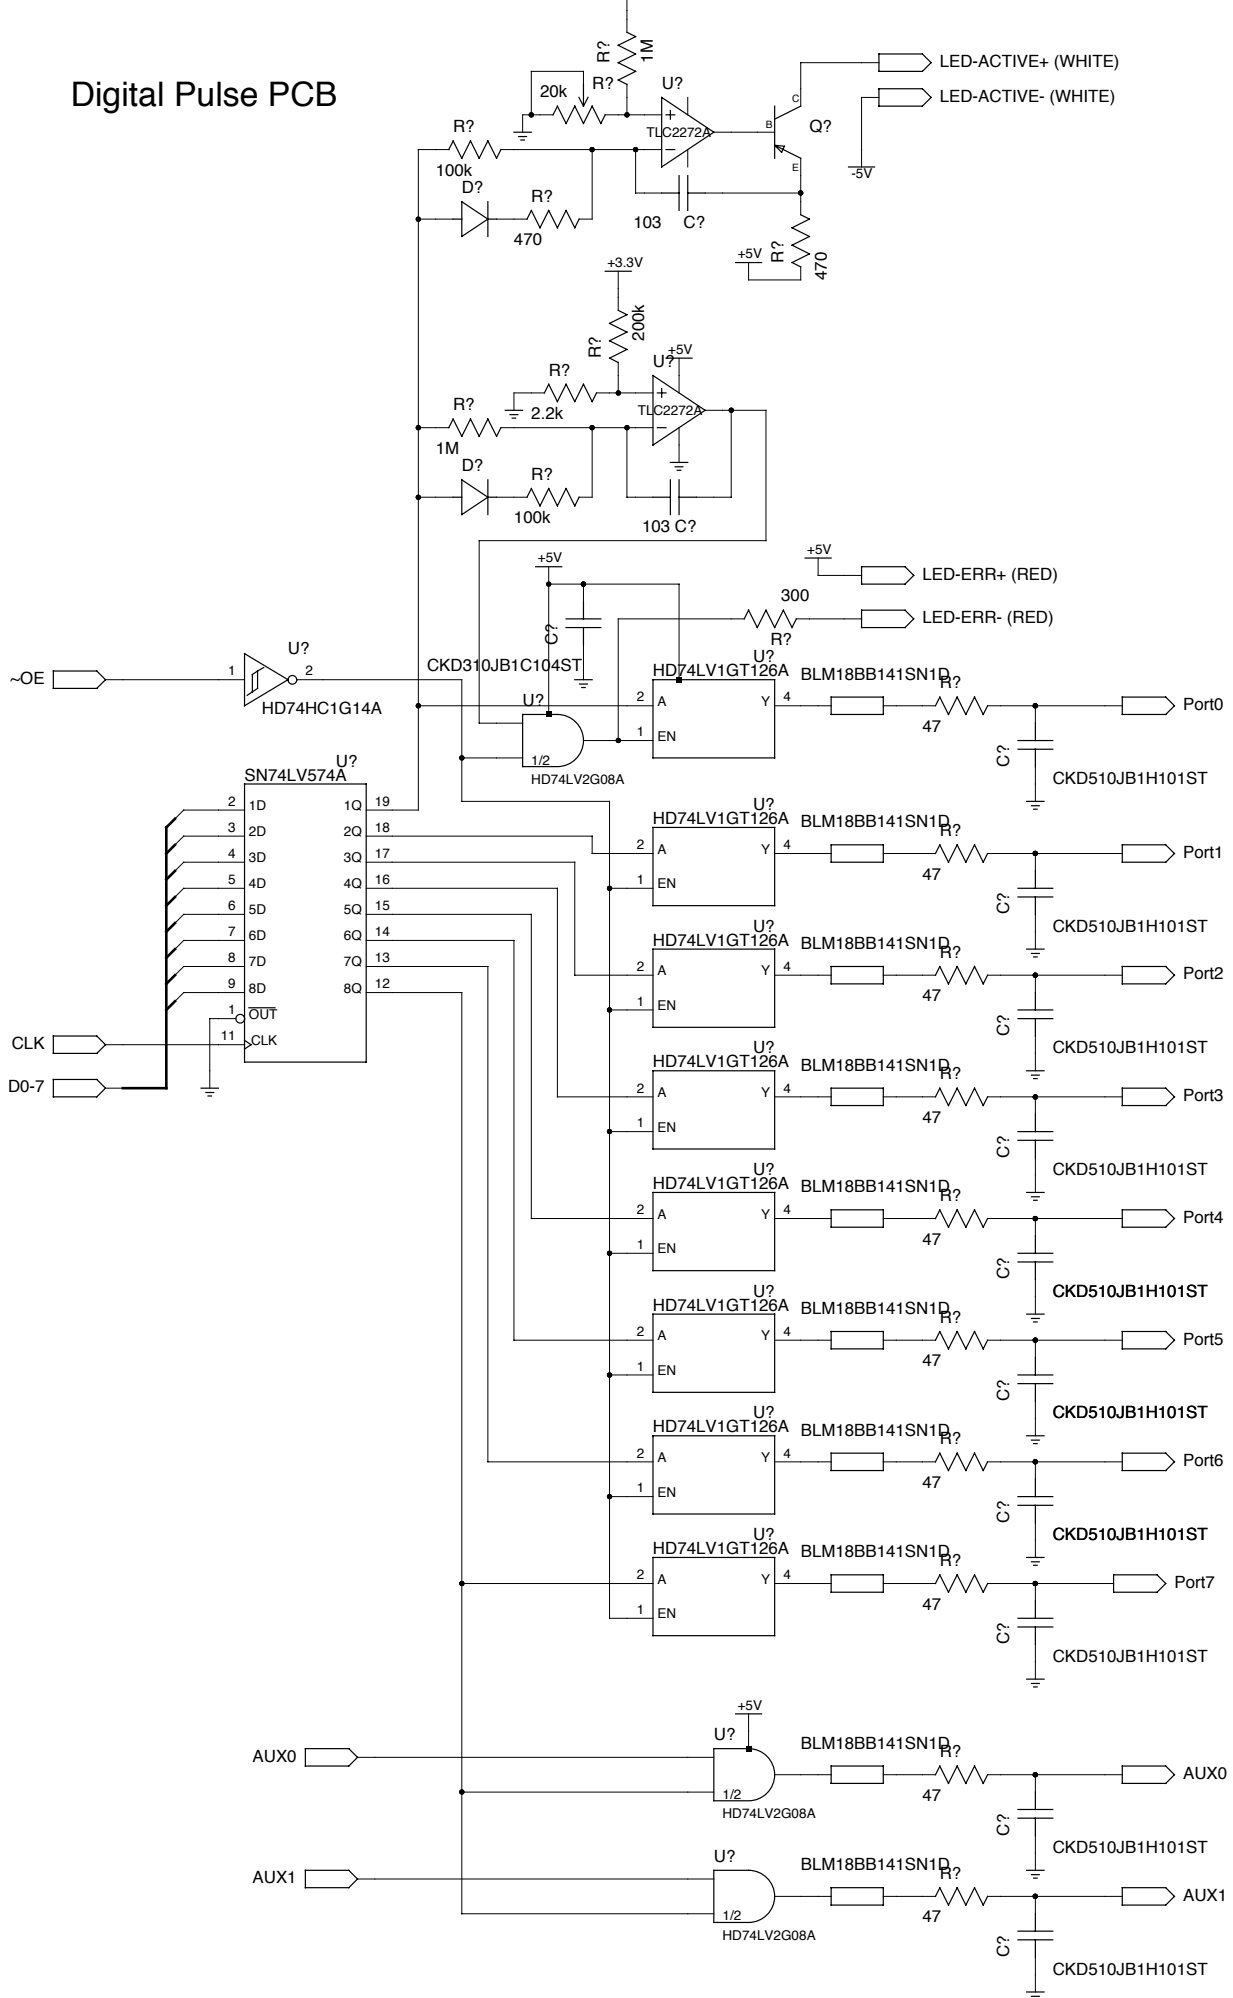 Digital Pulse PCB
R?
1M
R?
20k
U?
TLC2272A
+
−
C
B
E
Q?
LED-ACTIVE+ (WHITE)
LED-ACTIVE- (WHITE)
-5V
R?
100k
D?
R?
470
103
C?
+5V
R?
470
+3.3V
R?
200k
R?
2.2k
U?
+5V
TLC2272A
+
−
R?
1M
D?
R?
100k
103 C?
+5V
C?
CKD310JB1C104ST
+5V
LED-ERR+ (RED)
300
R?
LED-ERR- (RED)
~OE
1
U?
2
HD74HC1G14A
U?
1/2
HD74LV2G08A
U?
HD74LV1GT126A
2 A
1 EN
Y 4
BLM18BB141SN1D
R?
47
C?
CKD510JB1H101ST
Port0
U?
SN74LV574A
2 1D 1Q 19
3 2D 2Q 18
4 3D 3Q 17
5 4D 4Q 16
6 5D 5Q 15
7 6D 6Q 14
8 7D 7Q 13
9 8D 8Q 12
1 OUT
11 CLK
CLK
D0-7
U?
HD74LV1GT126A
2 A
1 EN
Y 4
BLM18BB141SN1D
R?
47
C?
CKD510JB1H101ST
Port1
U?
HD74LV1GT126A
2 A
1 EN
Y 4
BLM18BB141SN1D
R?
47
C?
CKD510JB1H101ST
Port2
U?
HD74LV1GT126A
2 A
1 EN
Y 4
BLM18BB141SN1D
R?
47
C?
CKD510JB1H101ST
Port3
U?
HD74LV1GT126A
2 A
1 EN
Y 4
BLM18BB141SN1D
R?
47
C?
CKD510JB1H101ST
Port4
U?
HD74LV1GT126A
2 A
1 EN
Y 4
BLM18BB141SN1D
R?
47
C?
CKD510JB1H101ST
Port5
U?
HD74LV1GT126A
2 A
1 EN
Y 4
BLM18BB141SN1D
R?
47
C?
CKD510JB1H101ST
Port6
U?
HD74LV1GT126A
2 A
1 EN
Y 4
BLM18BB141SN1D
R?
47
C?
CKD510JB1H101ST
Port7
AUX0
+5V
U?
1/2
HD74LV2G08A
BLM18BB141SN1D
R?
47
C?
CKD510JB1H101ST
AUX0
AUX1
U?
1/2
HD74LV2G08A
BLM18BB141SN1D
R?
47
C?
CKD510JB1H101ST
AUX1